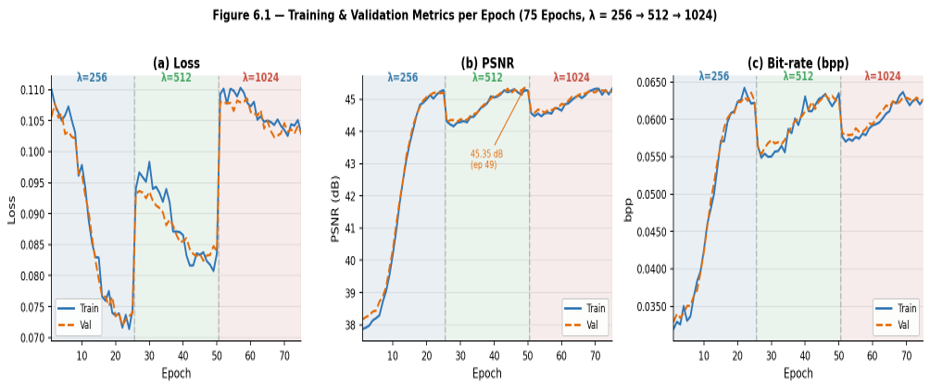 Figure 6.1 — Training & Validation Metrics per Epoch (75 Epochs, λ = 256 → 512 → 1024)
(a) Loss
λ=256
λ=512
λ=1024
0.110
0.105
0.100
0.095
0.090
0.085
0.080
0.075
0.070
Loss
Train
Val
10 20 30 40 50 60 70
Epoch
(b) PSNR
λ=256
λ=512
λ=1024
45
44
43
42
41
40
39
38
PSNR (dB)
45.35 dB
(ep 49)
Train
Val
10 20 30 40 50 60 70
Epoch
(c) Bit-rate (bpp)
λ=256
λ=512
λ=1024
0.0650
0.0600
0.0550
0.0500
0.0450
0.0400
0.0350
bpp
Train
Val
10 20 30 40 50 60 70
Epoch